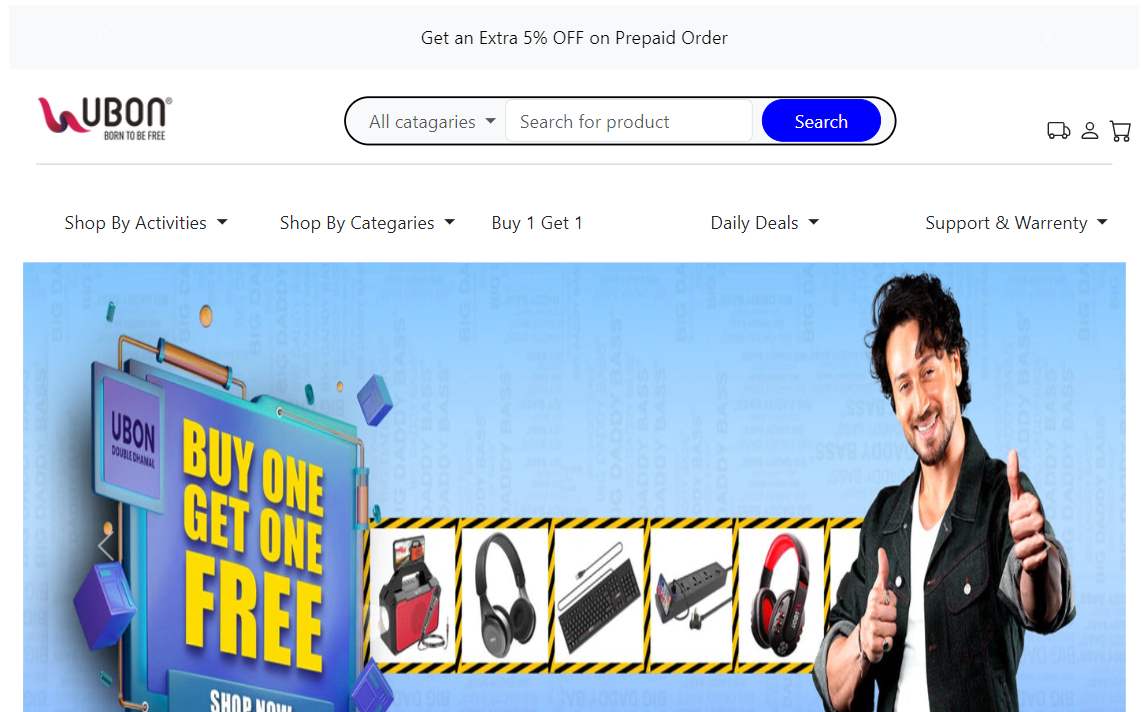 Get an Extra 5% OFF on Prepaid Order
UBON®
BORN TO BE FREE
All catagaries
Search for product
Search
Shop By Activities
Shop By Categaries
Buy 1 Get 1
Daily Deals
Support & Warrenty
UBON
DOUBLE DHAMAL
BUY ONE
GET ONE
FREE
SHOP NOW
BIG DADDY BASS